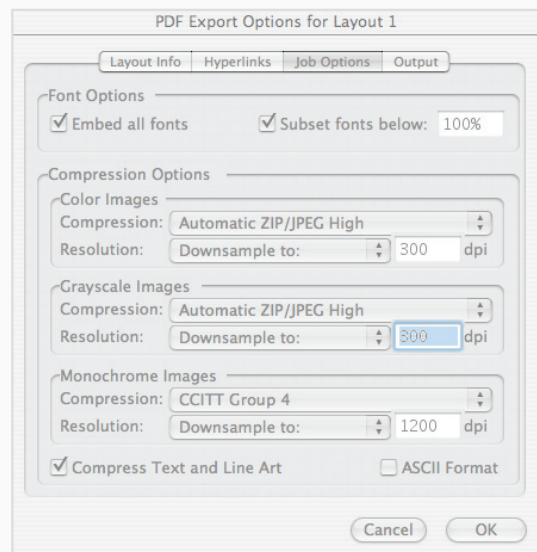 PDF Export Options for Layout 1
Layout Info Hyperlinks Job Options Output
Font Options
Embed all fonts Subset fonts below: 100%
Compression Options
Color Images
Compression: Automatic ZIP/JPEG High
Resolution: Downsample to: 300 dpi
Grayscale Images
Compression: Automatic ZIP/JPEG High
Resolution: Downsample to: 300 dpi
Monochrome Images
Compression: CCITT Group 4
Resolution: Downsample to: 1200 dpi
Compress Text and Line Art ASCII Format
Cancel OK